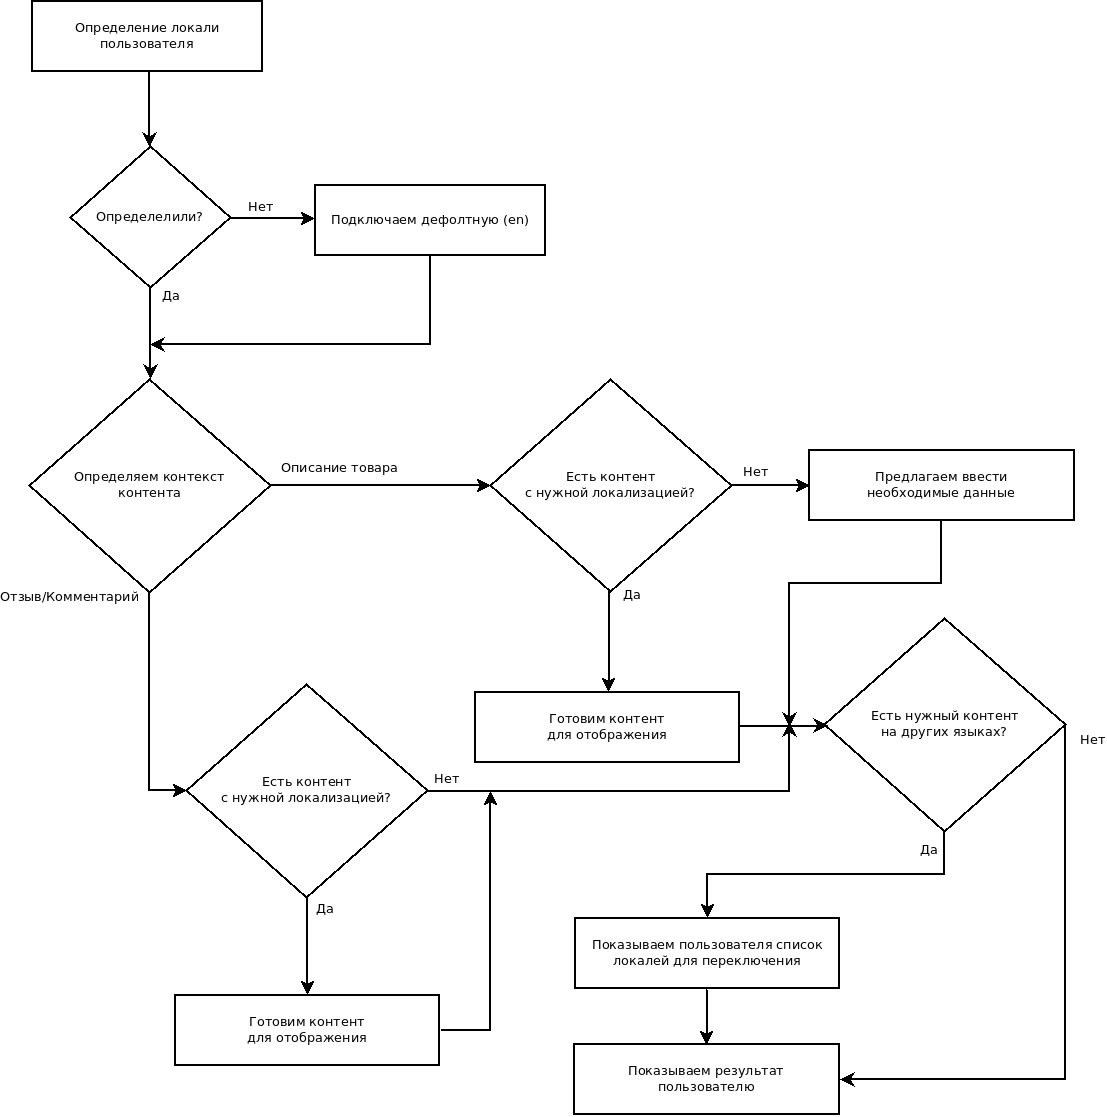 Определение локали
пользователя
Определелили?
Нет
Подключаем дефолтную (en)
Да
Определяем контекст
контента
Описание товара
Есть контент
с нужной локализацией?
Нет
Предлагаем ввести
необходимые данные
Отзыв/Комментарий
Да
Готовим контент
для отображения
Есть нужный контент
на других языках?
Нет
Есть контент
с нужной локализацией?
Нет
Да
Да
Показываем пользователя список
локалей для переключения
Готовим контент
для отображения
Показываем результат
пользователю